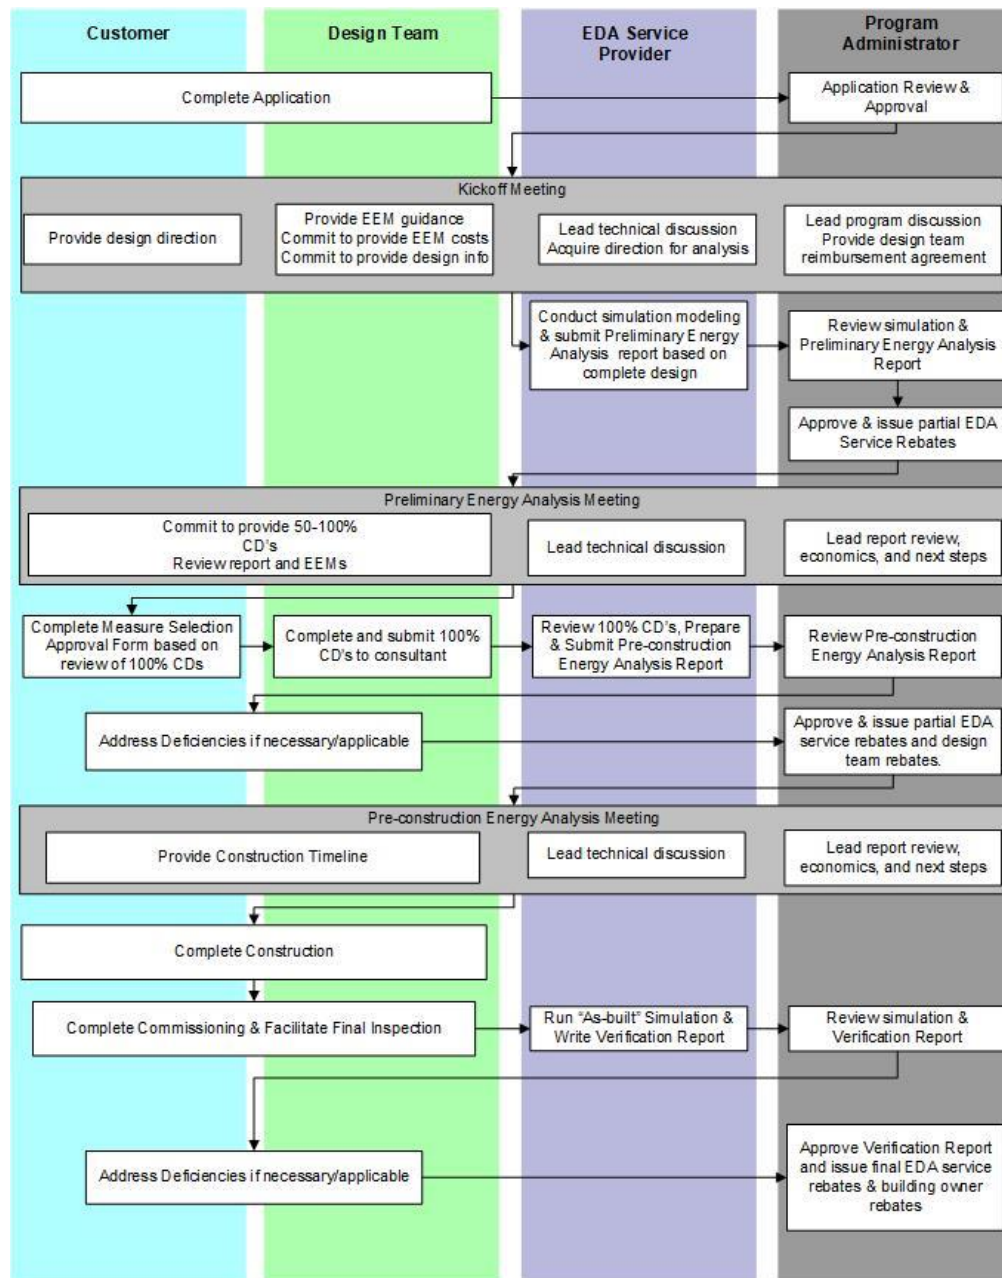 Customer
Design Team
EDA Service
Provider
Program
Administrator
Complete Application
Application Review &
Approval
Kickoff Meeting
Provide design direction
Provide EEM guidance
Commit to provide EEM costs
Commit to provide design info
Lead technical discussion
Acquire direction for analysis
Lead program discussion
Provide design team
reimbursement agreement
Conduct simulation modeling
& submit Preliminary Energy
Analysis report based on
complete design
Review simulation &
Preliminary Energy Analysis
Report
Approve & issue partial EDA
Service Rebates
Preliminary Energy Analysis Meeting
Commit to provide 50-100%
CD's
Review report and EEMs
Lead technical discussion
Lead report review,
economics, and next steps
Complete Measure Selection
Approval Form based on
review of 100% CDs
Complete and submit 100%
CD's to consultant
Review 100% CD's, Prepare
& Submit Pre-construction
Energy Analysis Report
Review Pre-construction
Energy Analysis Report
Address Deficiencies if necessary/applicable
Approve & issue partial EDA
service rebates and design
team rebates.
Pre-construction Energy Analysis Meeting
Provide Construction Timeline
Lead technical discussion
Lead report review,
economics, and next steps
Complete Construction
Complete Commissioning & Facilitate Final Inspection
Run "As-built" Simulation &
Write Verification Report
Review simulation &
Verification Report
Address Deficiencies if necessary/applicable
Approve Verification Report
and issue final EDA service
rebates & building owner
rebates